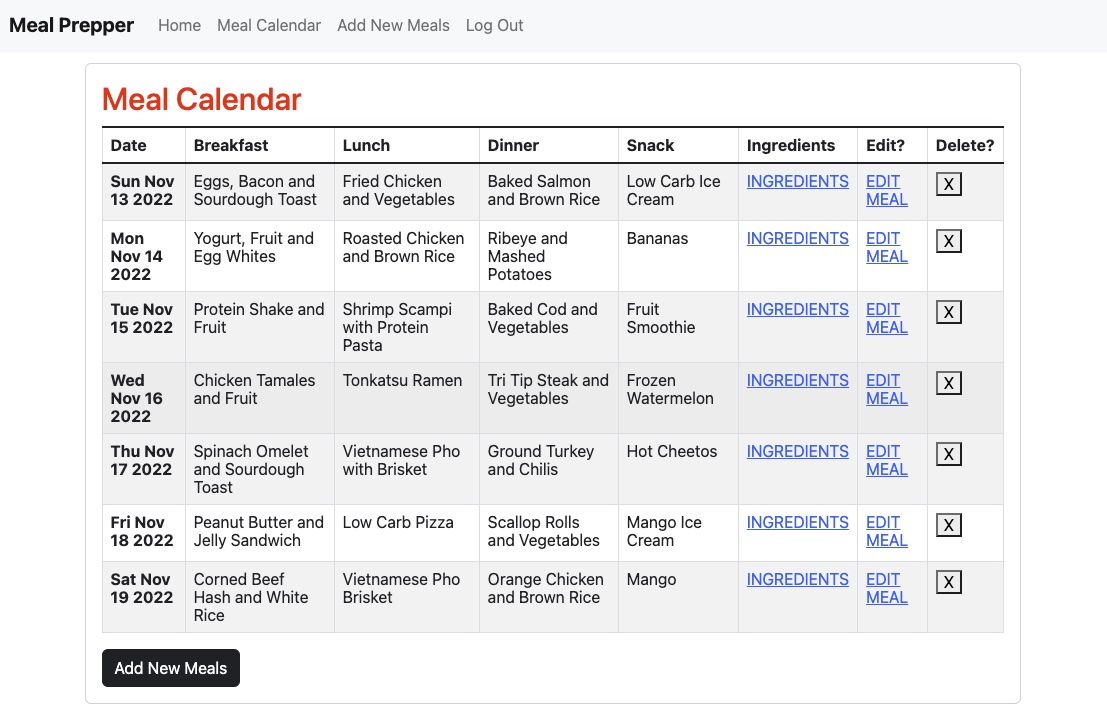 Meal Prepper Home Meal Calendar Add New Meals Log Out
Meal Calendar
Date Breakfast Lunch Dinner Snack Ingredients Edit? Delete?
Sun Nov Eggs, Bacon and Fried Chicken Baked Salmon Low Carb Ice INGREDIENTS EDIT X
13 2022 Sourdough Toast and Vegetables and Brown Rice Cream MEAL
Mon Yogurt, Fruit and Roasted Chicken Ribeye and Bananas INGREDIENTS EDIT X
Nov 14 Egg Whites and Brown Rice Mashed MEAL
2022 Potatoes
Tue Nov Protein Shake and Shrimp Scampi Baked Cod and Fruit INGREDIENTS EDIT X
15 2022 Fruit with Protein Vegetables Smoothie MEAL
Pasta
Wed Chicken Tamales Tonkatsu Ramen Tri Tip Steak and Frozen INGREDIENTS EDIT X
Nov 16 and Fruit Vegetables Watermelon MEAL
2022
Thu Nov Spinach Omelet Vietnamese Pho Ground Turkey Hot Cheetos INGREDIENTS EDIT X
17 2022 and Sourdough with Brisket and Chilis MEAL
Toast
Fri Nov Peanut Butter and Low Carb Pizza Scallop Rolls Mango Ice INGREDIENTS EDIT X
18 2022 Jelly Sandwich and Vegetables Cream MEAL
Sat Nov Corned Beef Vietnamese Pho Orange Chicken Mango INGREDIENTS EDIT X
19 2022 Hash and White Brisket and Brown Rice MEAL
Rice
Add New Meals